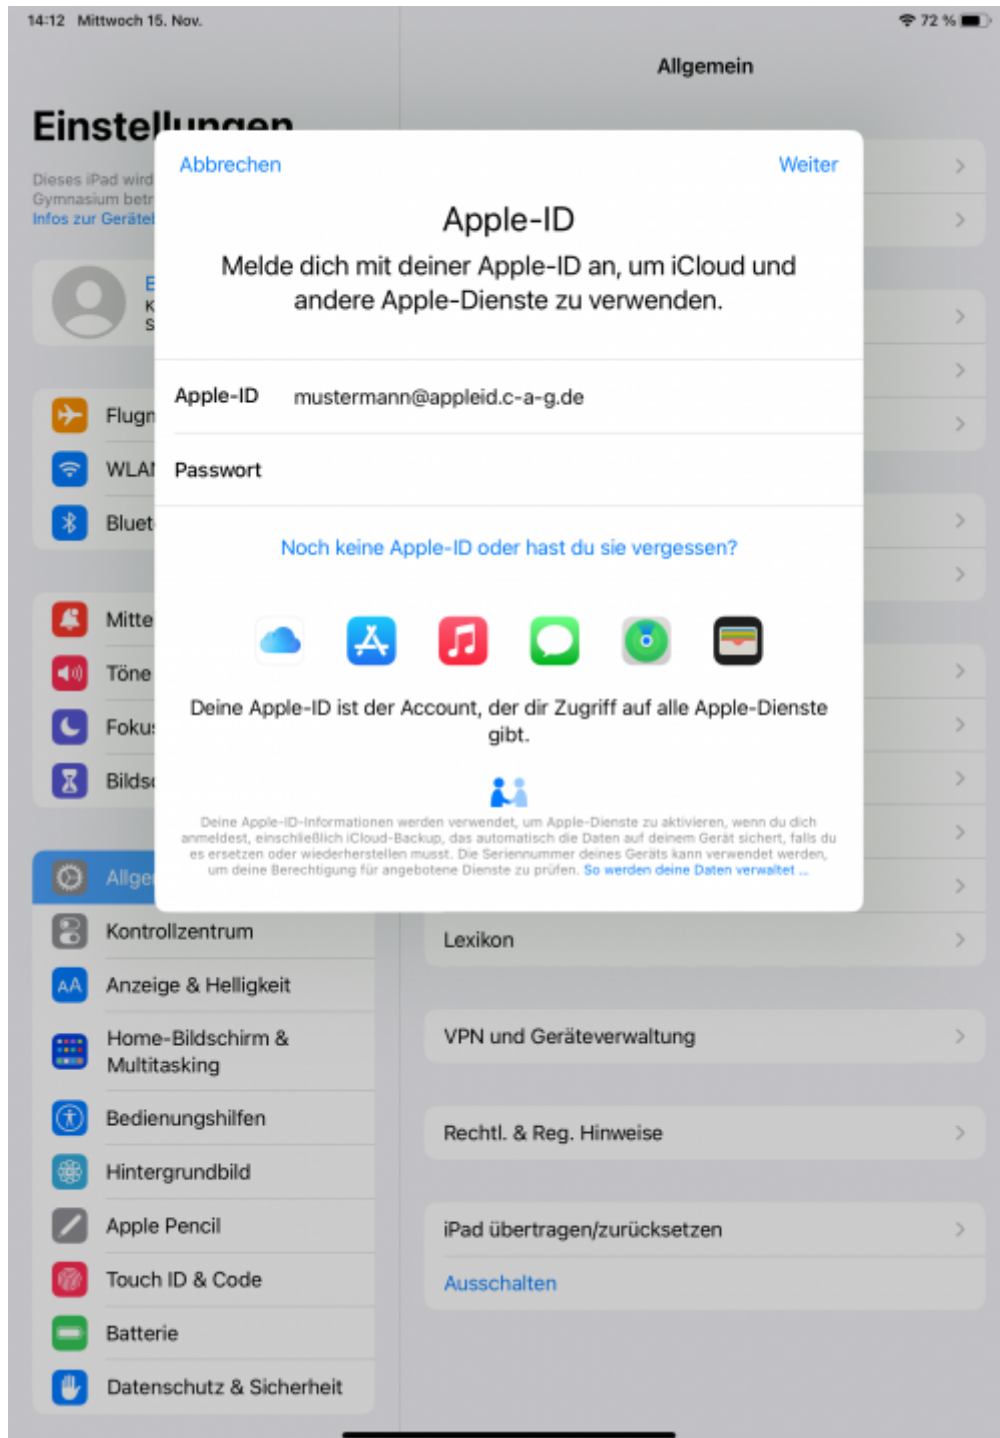 14:12 Mittwoch 15. Nov.
72 %
Allgemein
Einstellungen
Dieses iPad wird
Gymnasium betr
Infos zur Gerätel
Abbrechen
Weiter
Apple-ID
Melde dich mit deiner Apple-ID an, um iCloud und
andere Apple-Dienste zu verwenden.
Apple-ID mustermann@appleid.c-a-g.de
Passwort
Noch keine Apple-ID oder hast du sie vergessen?
Deine Apple-ID ist der Account, der dir Zugriff auf alle Apple-Dienste
gibt.
Deine Apple-ID-Informationen werden verwendet, um Apple-Dienste zu aktivieren, wenn du dich
anmeldest, einschließlich iCloud-Backup, das automatisch die Daten auf deinem Gerät sichert, falls du
es ersetzen oder wiederherstellen musst. Die Seriennummer deines Geräts kann verwendet werden,
um deine Berechtigung für angebotene Dienste zu prüfen. So werden deine Daten verwaltet ...
E
K
S
Flugm
WLAN
Bluet
Mitte
Töne
Foku
Bilds
Allge
Kontrollzentrum
AA Anzeige & Helligkeit
Home-Bildschirm &
Multitasking
Bedienungshilfen
Hintergrundbild
Apple Pencil
Touch ID & Code
Batterie
Datenschutz & Sicherheit
Lexikon
VPN und Geräteverwaltung
Rechtl. & Reg. Hinweise
iPad übertragen/zurücksetzen
Ausschalten